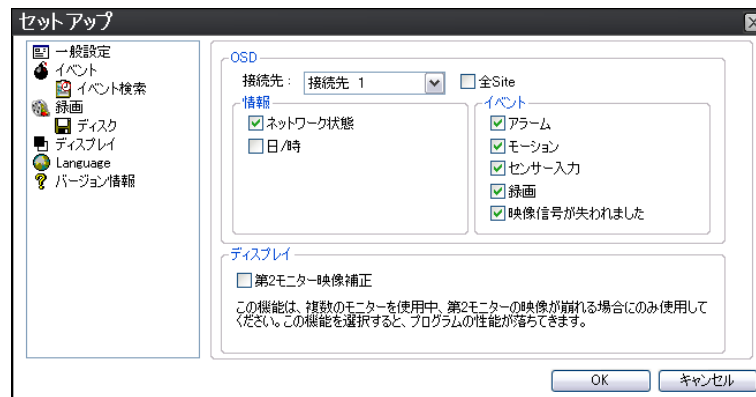 セットアップ
一般設定
イベント
イベント検索
録画
ディスク
ディスプレイ
Language
バージョン情報
OSD
接続先： 接続先 1 全Site
情報
ネットワーク状態
日/時
イベント
アラーム
モーション
センサー入力
録画
映像信号が失われました
ディスプレイ
第2モニター映像補正
この機能は、複数のモニターを使用中、第2モニターの映像が崩れる場合にのみ使用して
ください。この機能を選択すると、プログラムの性能が落ちてきます。
OK キャンセル